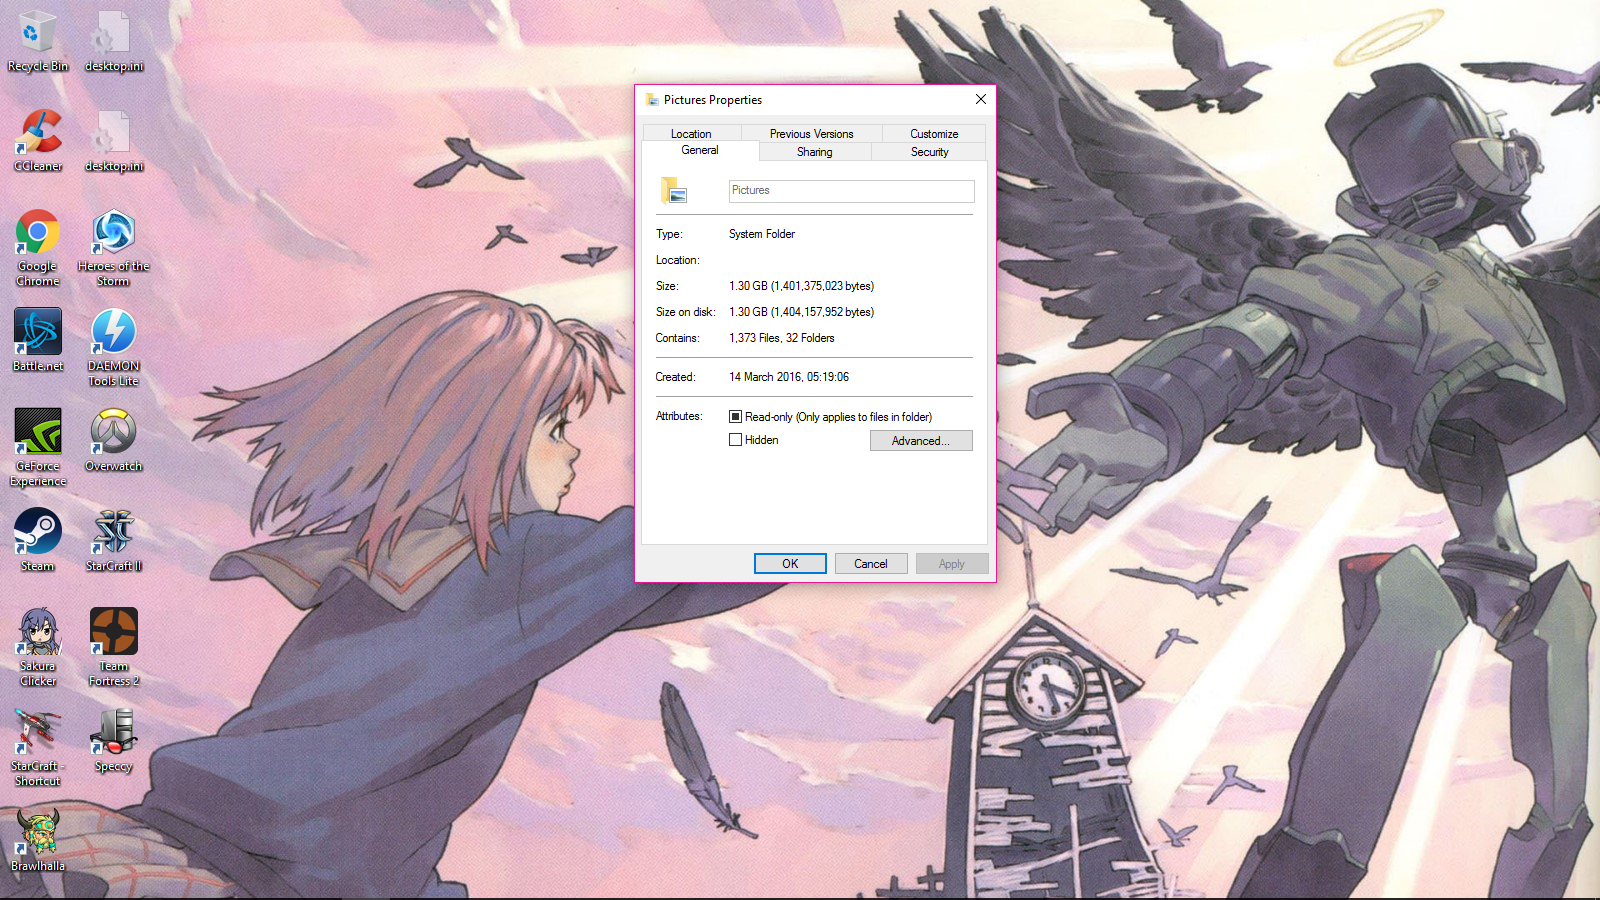 Recycle Bin
desktop.ini
CCleaner
desktop.ini
Google
Chrome
Heroes of the
Storm
Battle.net
DAEMON
Tools Lite
GeForce
Experience
Overwatch
Steam
StarCraft II
Sakura
Clicker
Team
Fortress 2
StarCraft -
Shortcut
Speccy
Brawlhalla
Pictures Properties
Location
Previous Versions
Customize
General
Sharing
Security
Pictures
Type: System Folder
Location:
Size: 1.30 GB (1,401,375,023 bytes)
Size on disk: 1.30 GB (1,404,157,952 bytes)
Contains: 1,373 Files, 32 Folders
Created: 14 March 2016, 05:19:06
Attributes: Read-only (Only applies to files in folder)
Hidden
Advanced...
OK
Cancel
Apply